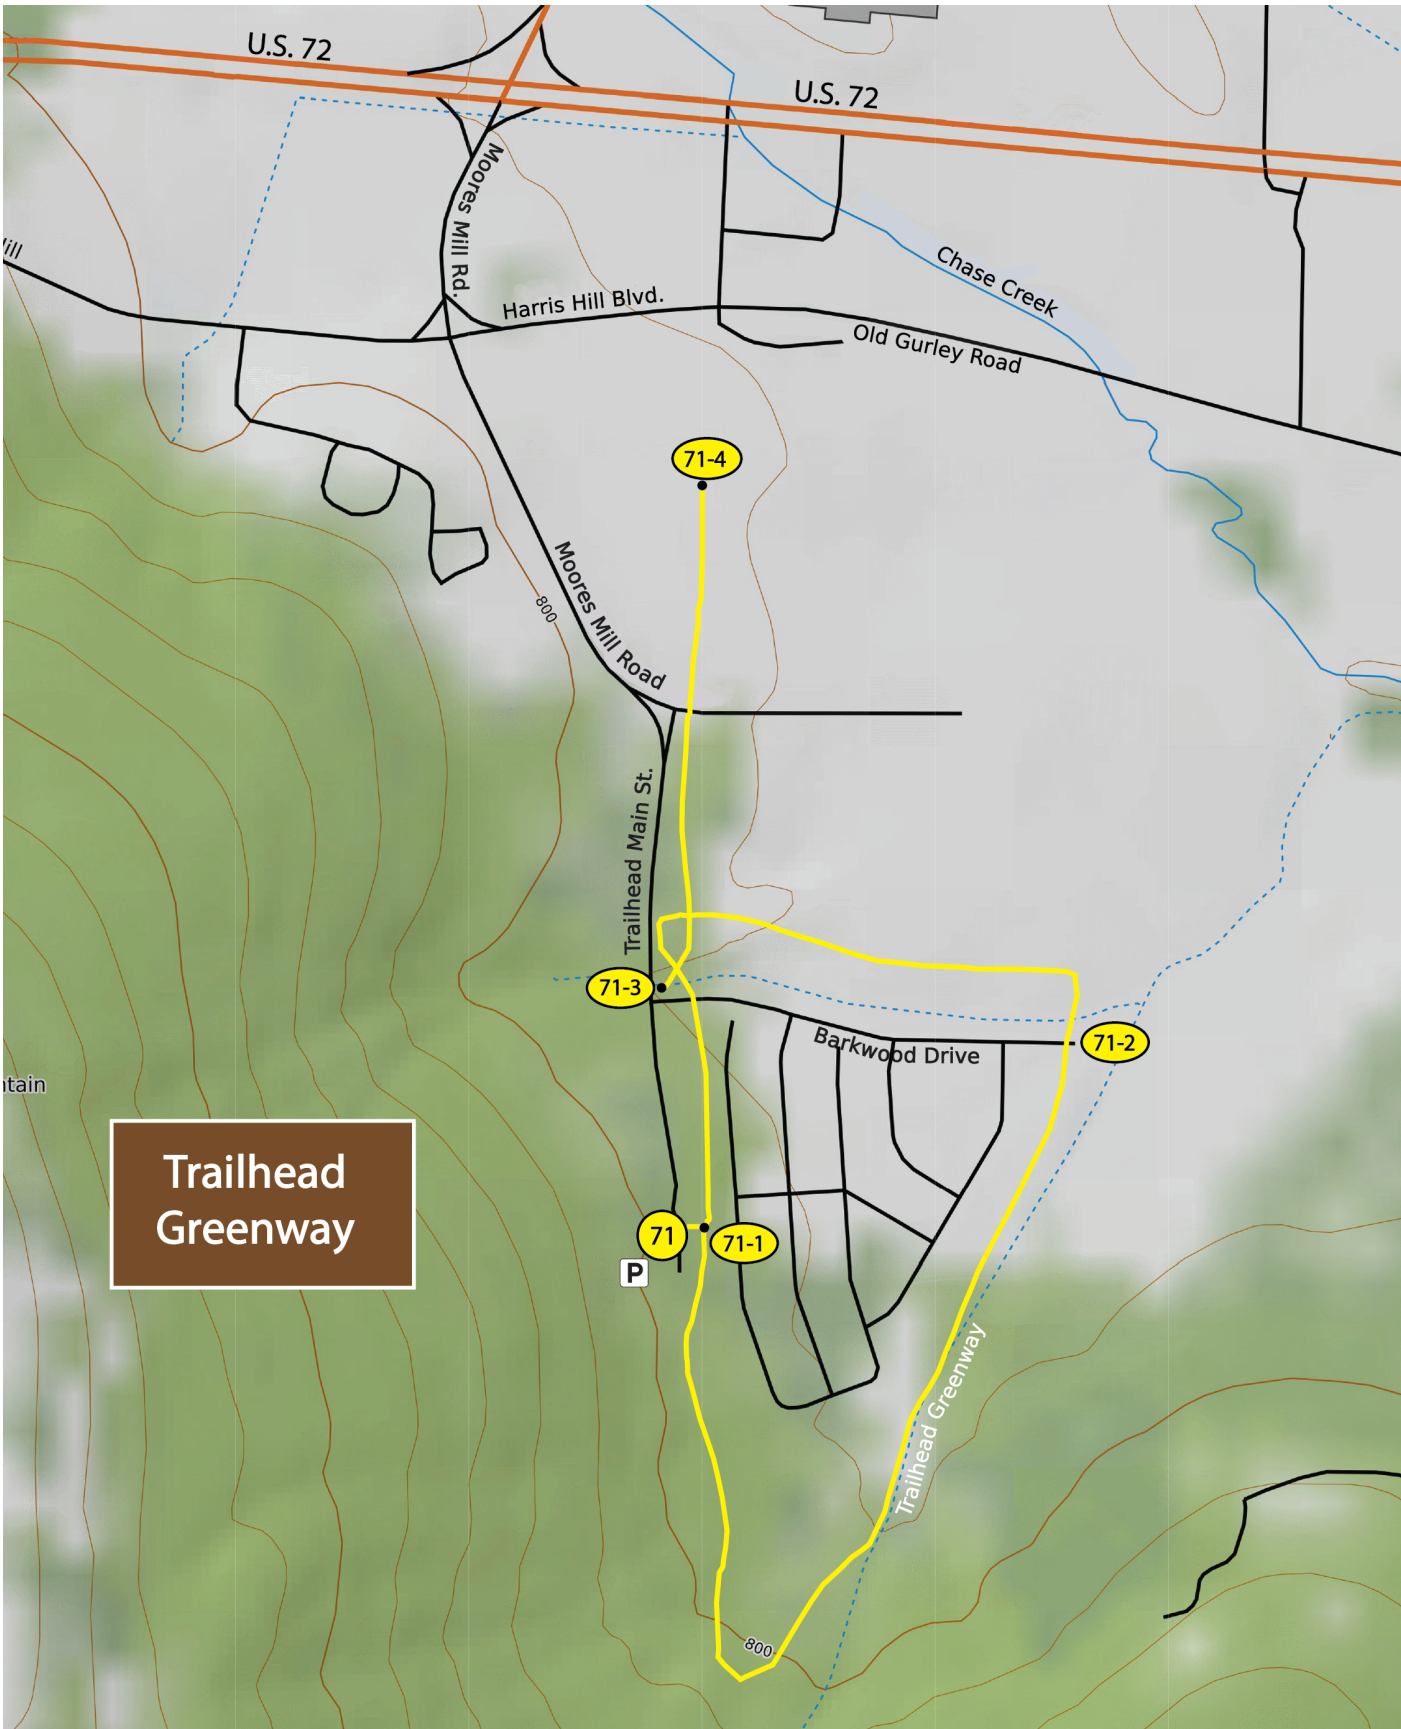 U.S. 72
U.S. 72
Moores Mill Rd.
Chase Creek
Harris Hill Blvd.
Old Gurley Road
71-4
Moores Mill Road
800
Trailhead Main St.
71-3
71-2
Barkwood Drive
ntain
Trailhead
Greenway
71
71-1
P
Trailhead Greenway
800